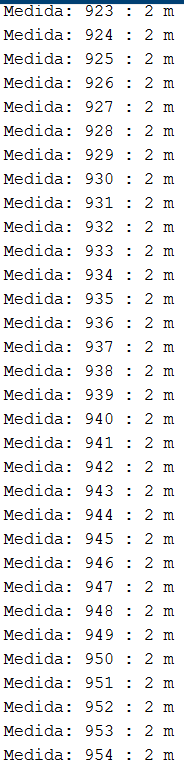 Medida: 923 : 2 m
Medida: 924 : 2 m
Medida: 925 : 2 m
Medida: 926 : 2 m
Medida: 927 : 2 m
Medida: 928 : 2 m
Medida: 929 : 2 m
Medida: 930 : 2 m
Medida: 931 : 2 m
Medida: 932 : 2 m
Medida: 933 : 2 m
Medida: 934 : 2 m
Medida: 935 : 2 m
Medida: 936 : 2 m
Medida: 937 : 2 m
Medida: 938 : 2 m
Medida: 939 : 2 m
Medida: 940 : 2 m
Medida: 941 : 2 m
Medida: 942 : 2 m
Medida: 943 : 2 m
Medida: 944 : 2 m
Medida: 945 : 2 m
Medida: 946 : 2 m
Medida: 947 : 2 m
Medida: 948 : 2 m
Medida: 949 : 2 m
Medida: 950 : 2 m
Medida: 951 : 2 m
Medida: 952 : 2 m
Medida: 953 : 2 m
Medida: 954 : 2 m